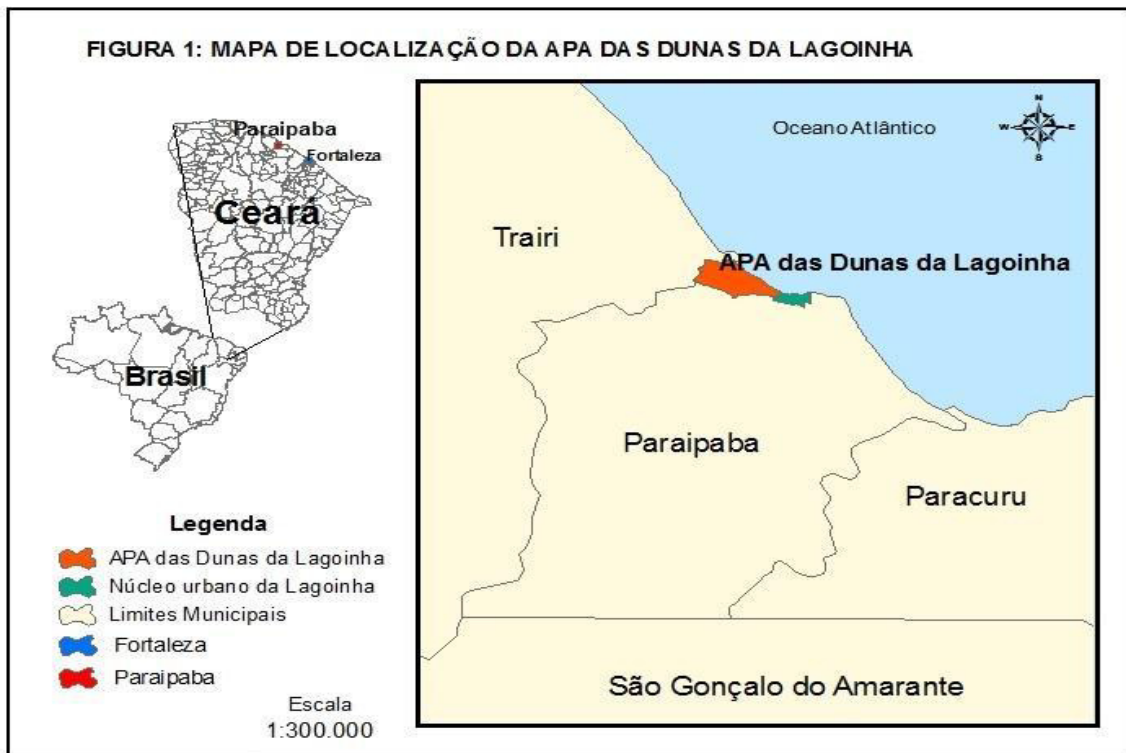 FIGURA 1: MAPA DE LOCALIZAÇÃO DA APA DAS DUNAS DA LAGOINHA
Paraipaba
Fortaleza
Ceará
Brasil
Legenda
APA das Dunas da Lagoinha
Núcleo urbano da Lagoinha
Limites Municipais
Fortaleza
Paraipaba
Escala
1:300.000
Oceano Atlântico
N
W
E
S
Trairi
APA das Dunas da Lagoinha
Paraipaba
Paracuru
São Gonçalo do Amarante